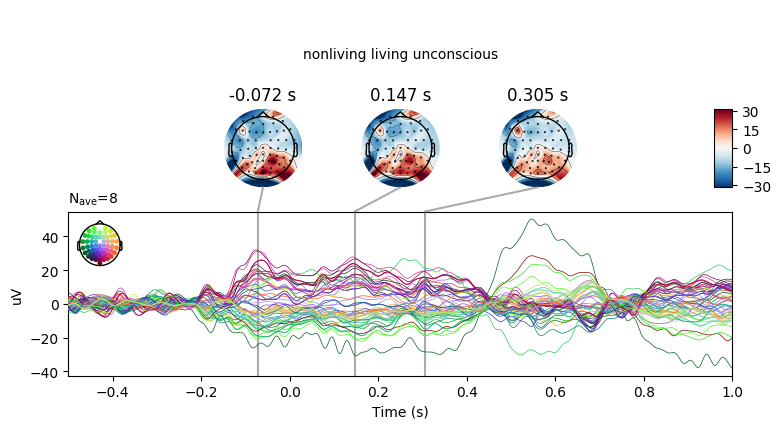 nonliving living unconscious
-0.072 s 0.147 s 0.305 s
30
15
0
−15
−30
Nave=8
40
20
0
−20
−40
uV
−0.4 −0.2 0.0 0.2 0.4 0.6 0.8 1.0
Time (s)